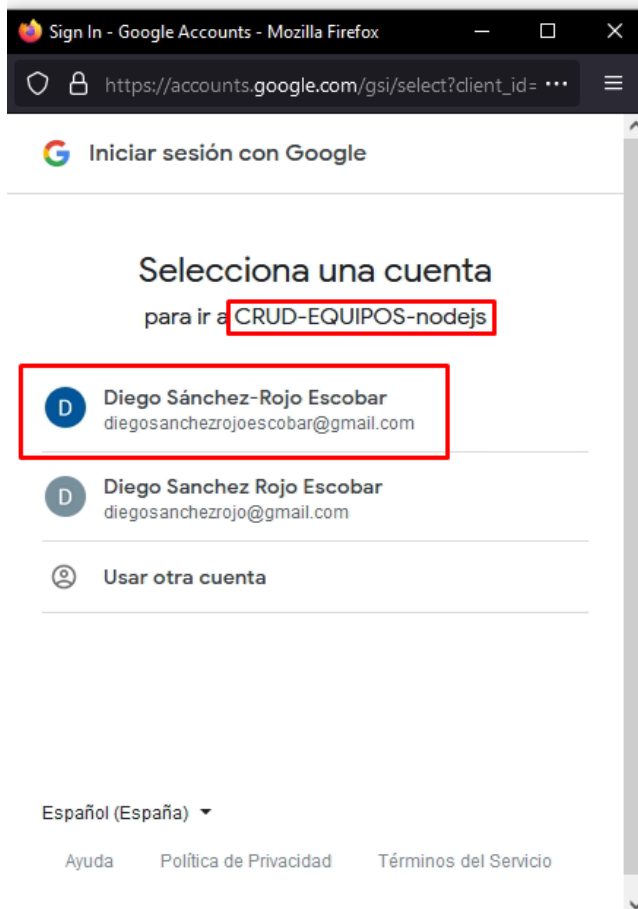 Sign In - Google Accounts - Mozilla Firefox
https://accounts.google.com/gsi/select?client_id= ···
Iniciar sesión con Google
Selecciona una cuenta
para ir a CRUD-EQUIPOS-nodejs
D
Diego Sánchez-Rojo Escobar
diegosanchezrojoescobar@gmail.com
D
Diego Sanchez Rojo Escobar
diegosanchezrojo@gmail.com
Usar otra cuenta
Español (España)
Ayuda Política de Privacidad Términos del Servicio